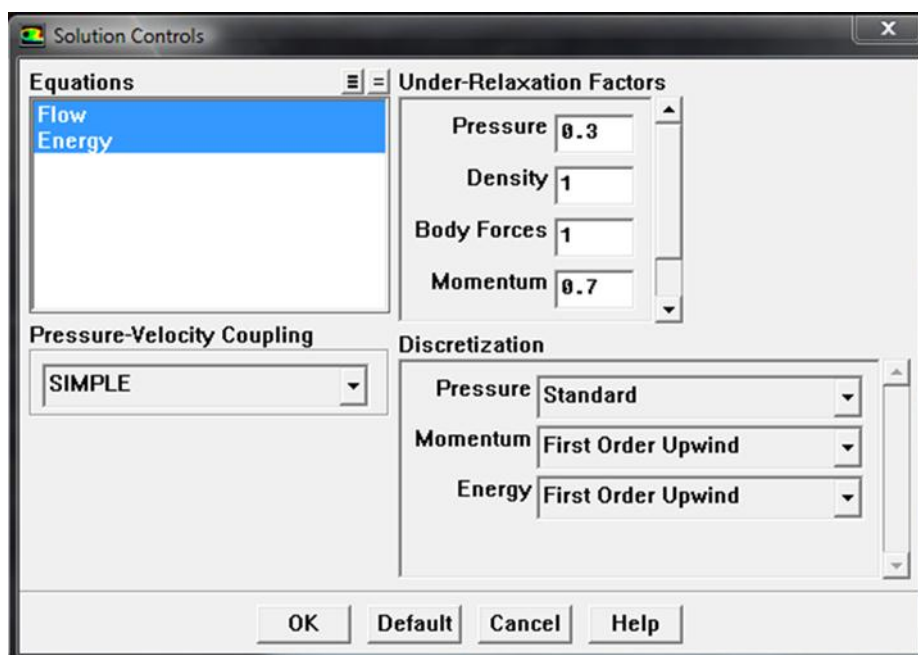 Solution Controls
x
Equations
Flow
Energy
Under-Relaxation Factors
Pressure 0.3
Density 1
Body Forces 1
Momentum 0.7
Pressure-Velocity Coupling
SIMPLE
Discretization
Pressure Standard
Momentum First Order Upwind
Energy First Order Upwind
OK Default Cancel Help